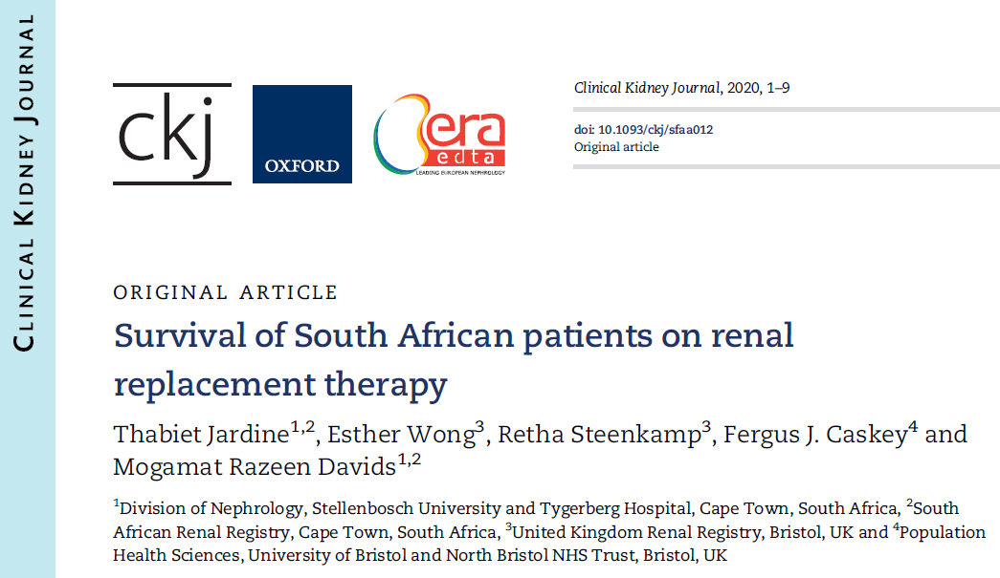 CLINICAL KIDNEY JOURNAL
ckj
OXFORD
era
edta
LEADING EUROPEAN NEPHROLOGY
Clinical Kidney Journal, 2020, 1–9
doi: 10.1093/ckj/sfaa012
Original article
ORIGINAL ARTICLE
Survival of South African patients on renal
replacement therapy
Thabiet Jardine1,2, Esther Wong3, Retha Steenkamp3, Fergus J. Caskey4 and
Mogamat Razeen Davids1,2
1Division of Nephrology, Stellenbosch University and Tygerberg Hospital, Cape Town, South Africa, 2South
African Renal Registry, Cape Town, South Africa, 3United Kingdom Renal Registry, Bristol, UK and 4Population
Health Sciences, University of Bristol and North Bristol NHS Trust, Bristol, UK